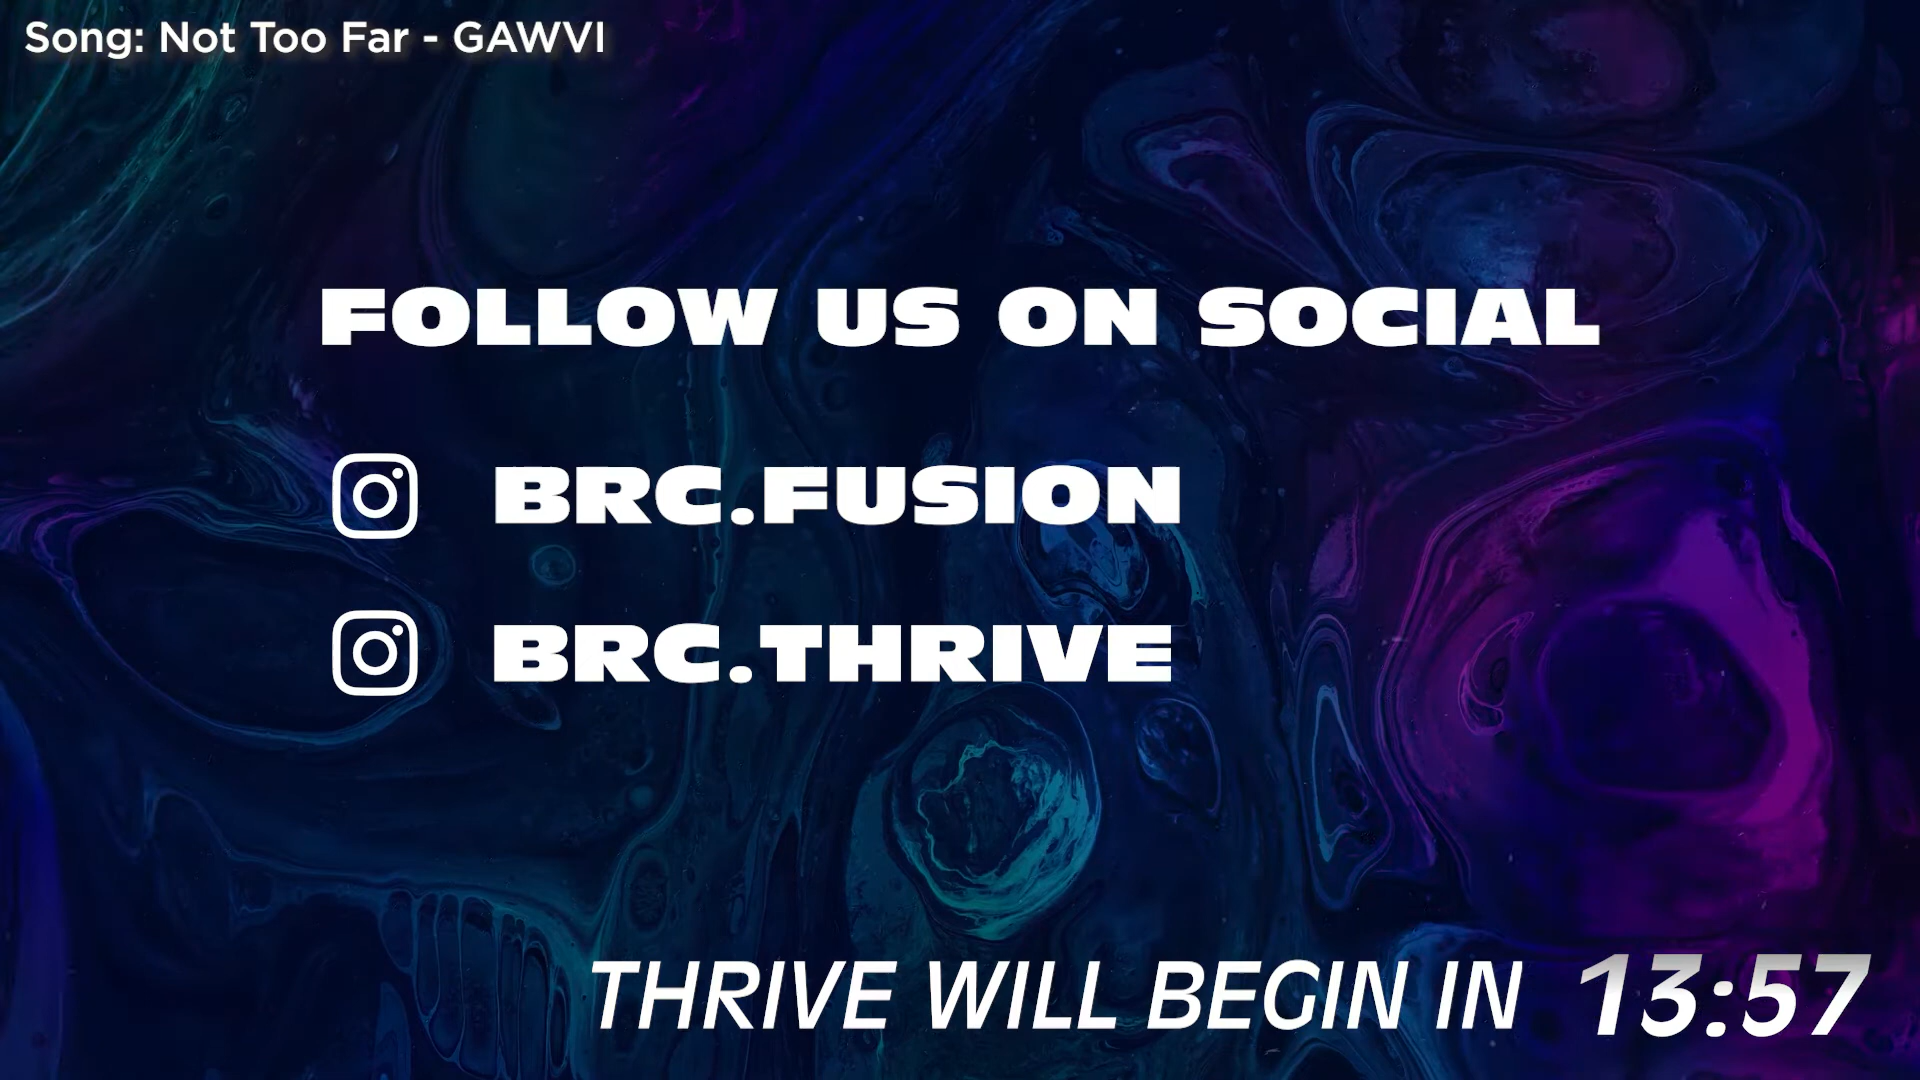 Song: Not Too Far - GAWVI
FOLLOW US ON SOCIAL
BRC.FUSION
BRC.THRIVE
THRIVE WILL BEGIN IN 13:57